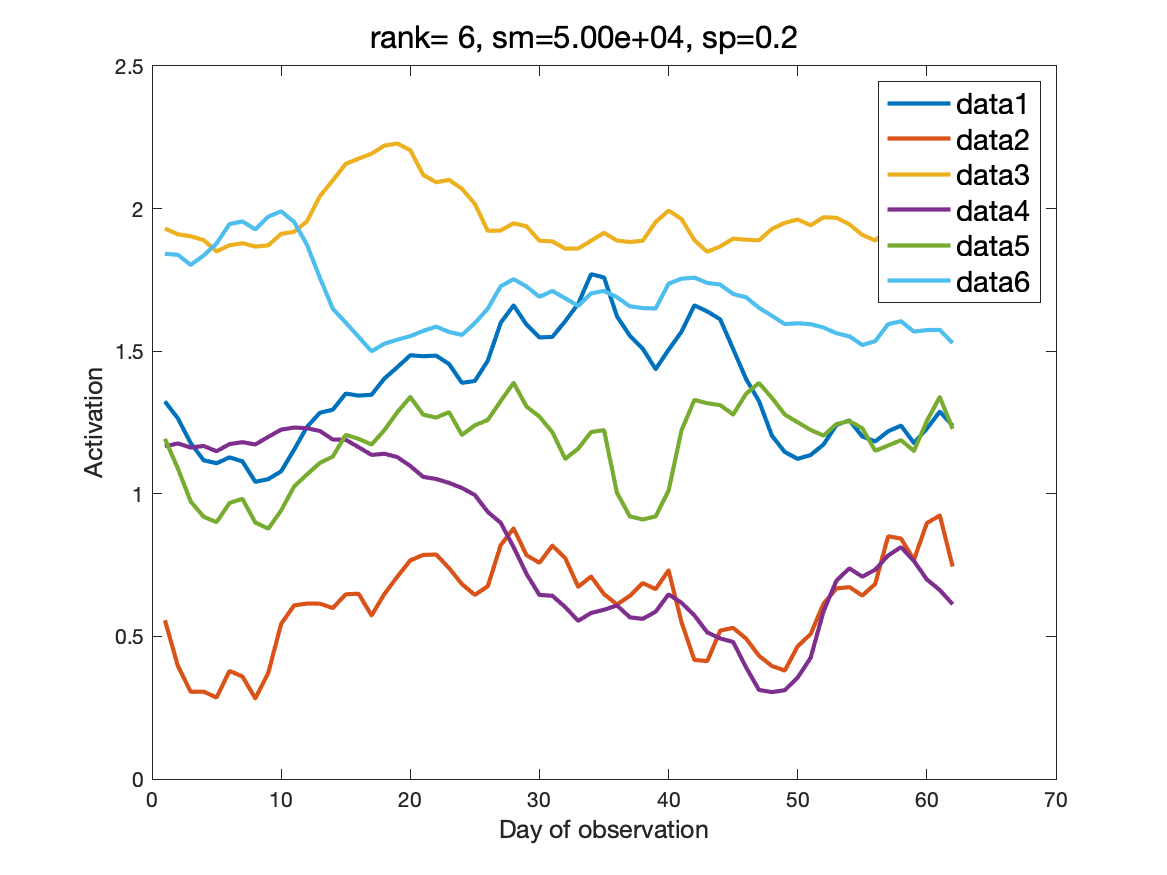 rank= 6, sm=5.00e+04, sp=0.2
2.5
2
1.5
1
0.5
0
Activation
data1
data2
data3
data4
data5
data6
0 10 20 30 40 50 60 70
Day of observation